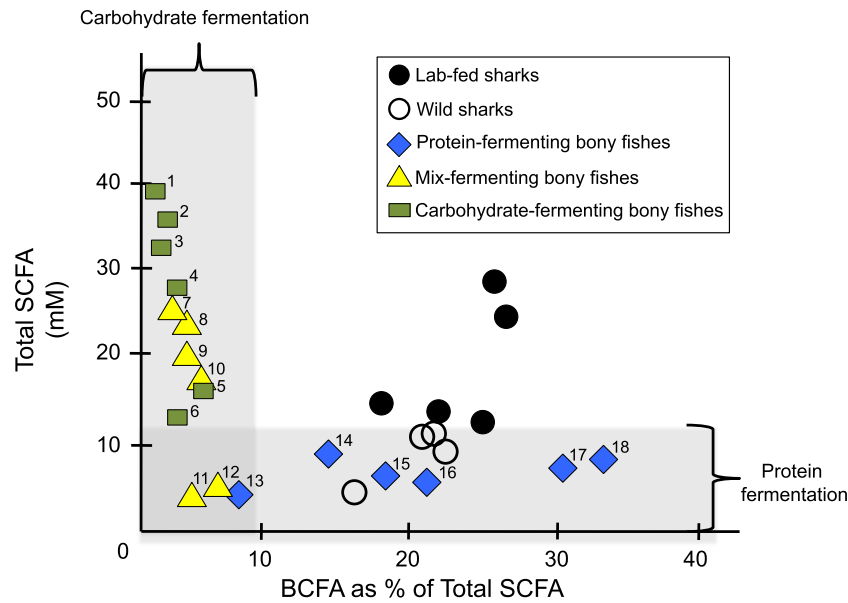 Carbohydrate fermentation
Lab-fed sharks
Wild sharks
Protein-fermenting bony fishes
Mix-fermenting bony fishes
Carbohydrate-fermenting bony fishes
Total SCFA
(mM)
50
40
30
20
10
0
1
2
3
4
7
8
9
10
5
6
11
12
13
14
15
16
17
18
Protein
fermentation
10
20
30
40
BCFA as % of Total SCFA